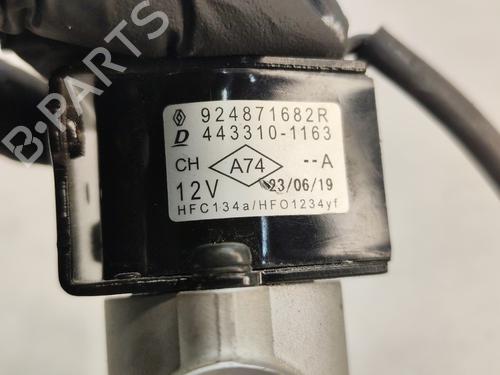 B-PARTS
924871682R
D 443310-1163
CH A74 --A
12V 23/06/19
HFC134a/HFO1234yf